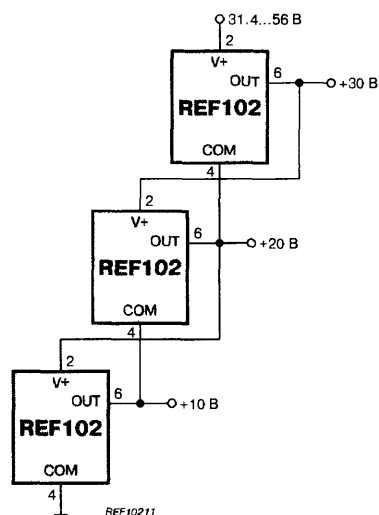 31.4...56 В
2
V+
OUT
6
+30 В
REF102
COM
4
2
V+
OUT
6
+20 В
REF102
COM
4
2
V+
OUT
6
+10 В
REF102
COM
4
REF10211